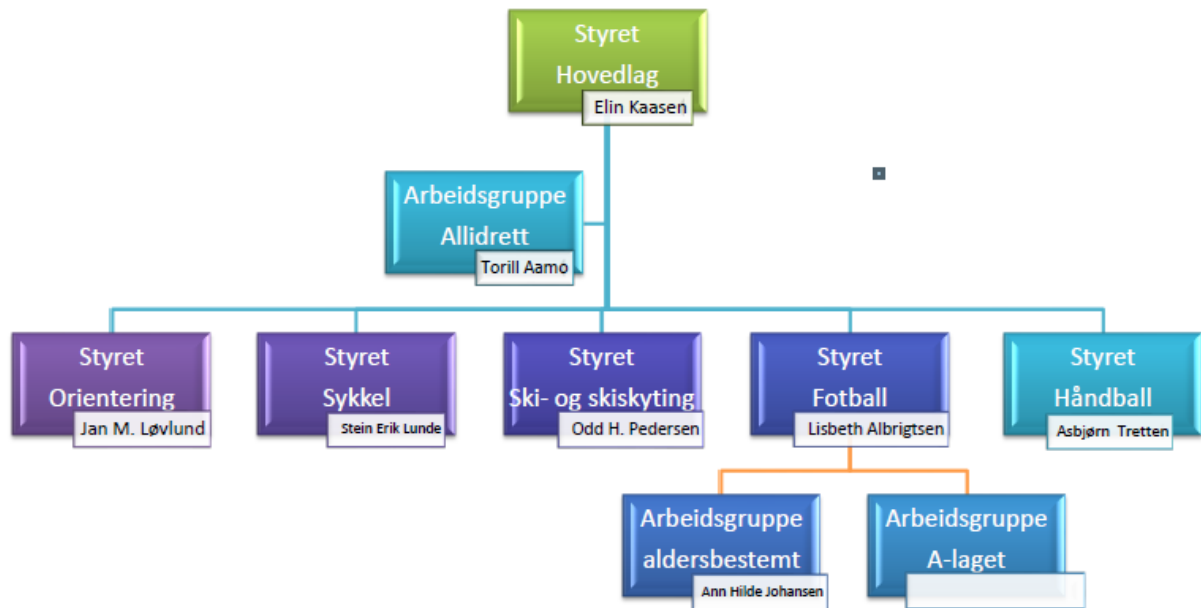 Styret
Hovedlag
Elin Kaasen
Arbeidsgruppe
Allidrett
Torill Aamo
Styret
Orientering
Jan M. Løvlund
Styret
Sykkel
Stein Erik Lunde
Styret
Ski- og skiskyting
Odd H. Pedersen
Styret
Fotball
Lisbeth Albrigtsen
Styret
Håndball
Asbjørn Tretten
Arbeidsgruppe
aldersbestemt
Ann Hilde Johansen
Arbeidsgruppe
A-laget